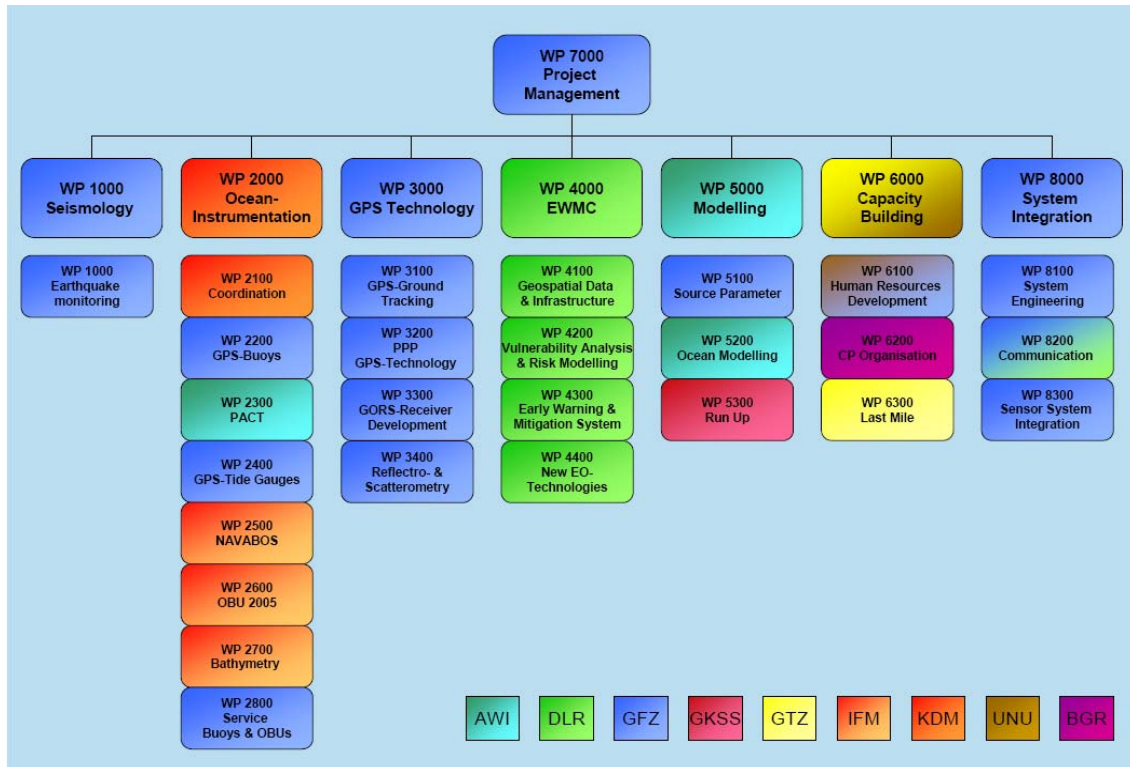 WP 7000
Project
Management
WP 1000
Seismology
WP 2000
Ocean-
Instrumentation
WP 3000
GPS Technology
WP 4000
EWMC
WP 5000
Modelling
WP 6000
Capacity
Building
WP 8000
System
Integration
WP 1000
Earthquake
monitoring
WP 2100
Coordination
WP 2200
GPS-Buoys
WP 2300
PACT
WP 2400
GPS-Tide Gauges
WP 2500
NAVABOS
WP 2600
OBU 2005
WP 2700
Bathymetry
WP 2800
Service
Buoys & OBUs
WP 3100
GPS-Ground
Tracking
WP 3200
PPP
GPS-Technology
WP 3300
GORS-Receiver
Development
WP 3400
Reflectro- &
Scatterometry
WP 4100
Geospatial Data
& Infrastructure
WP 4200
Vulnerability Analysis
& Risk Modelling
WP 4300
Early Warning &
Mitigation System
WP 4400
New EO-
Technologies
WP 5100
Source Parameter
WP 5200
Ocean Modelling
WP 5300
Run Up
WP 6100
Human Resources
Development
WP 6200
CP Organisation
WP 6300
Last Mile
WP 8100
System
Engineering
WP 8200
Communication
WP 8300
Sensor System
Integration
AWI
DLR
GFZ
GKSS
GTZ
IFM
KDM
UNU
BGR